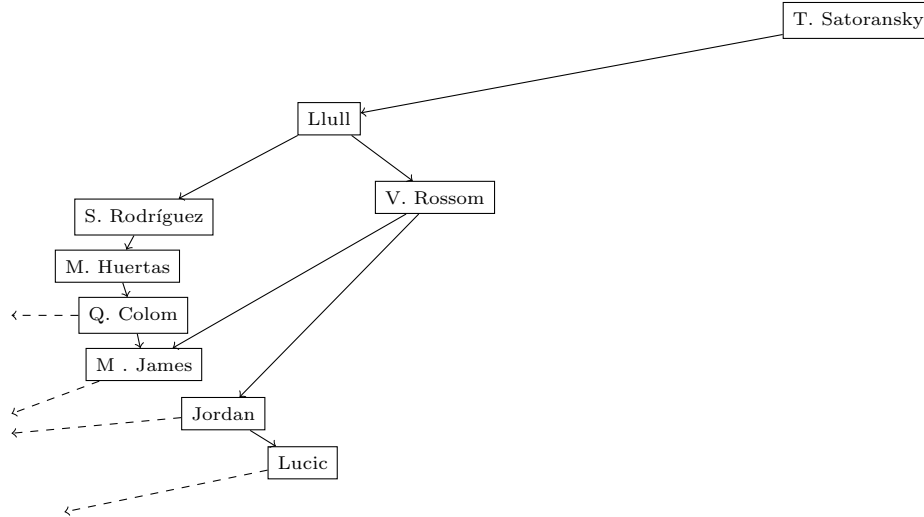 T. Satoransky
Llull
V. Rossom
S. Rodríguez
M. Huertas
Q. Colom
M . James
Jordan
Lucic